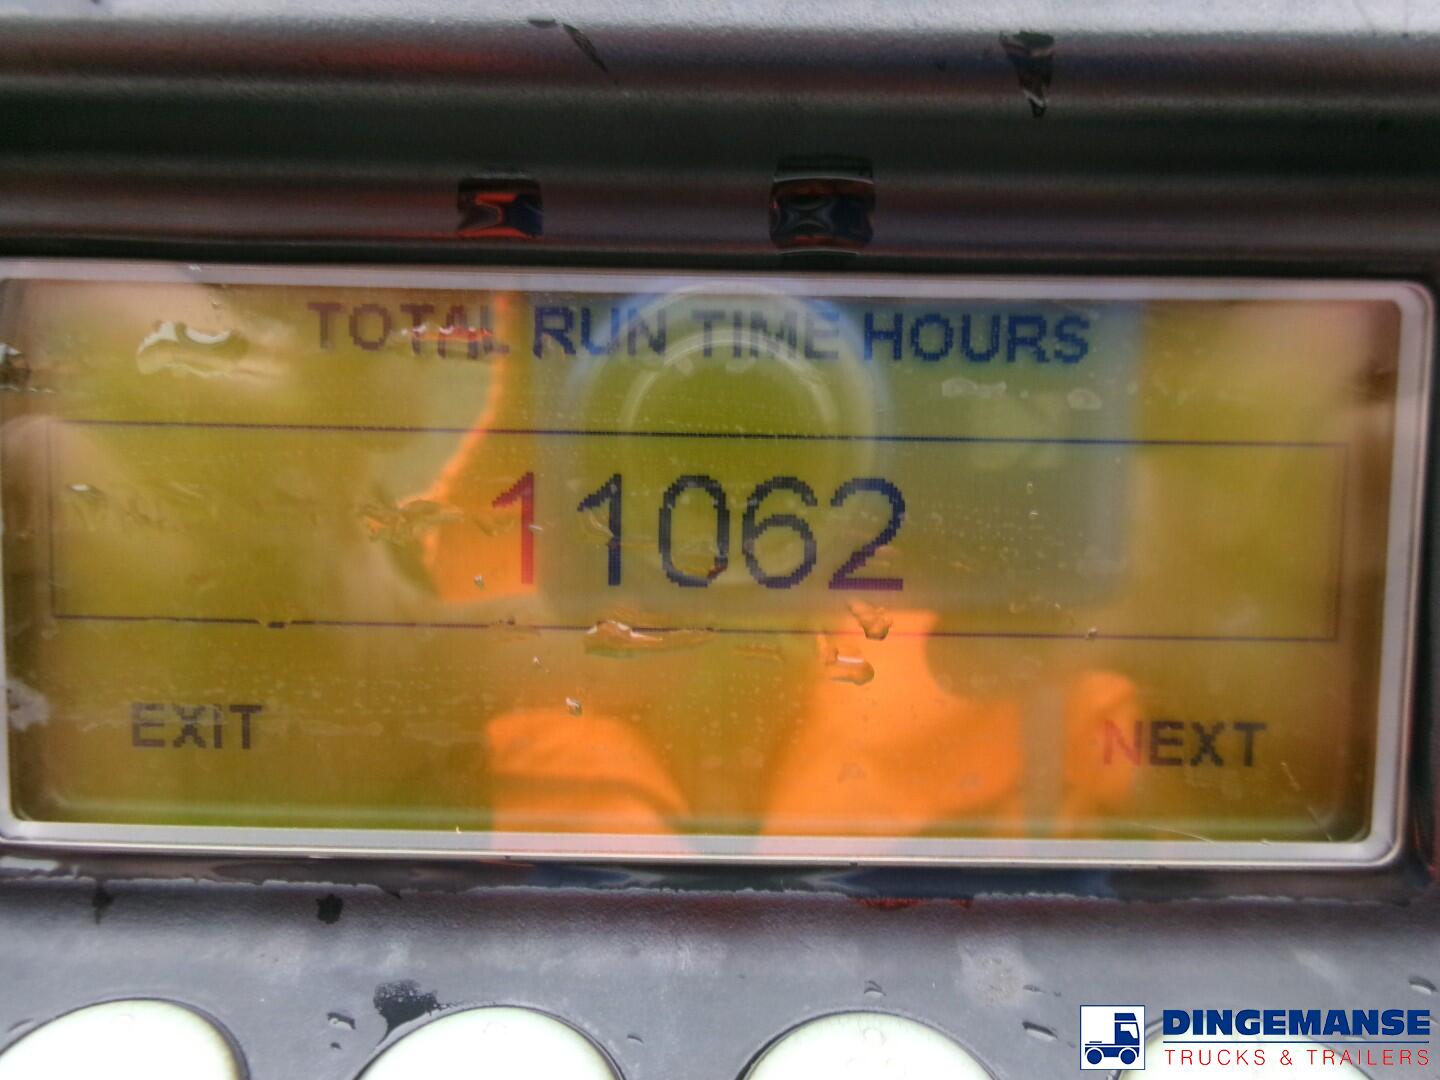 TOTAL RUN TIME HOURS
11062
EXIT NEXT
DINGEMANSE
TRUCKS & TRAILERS